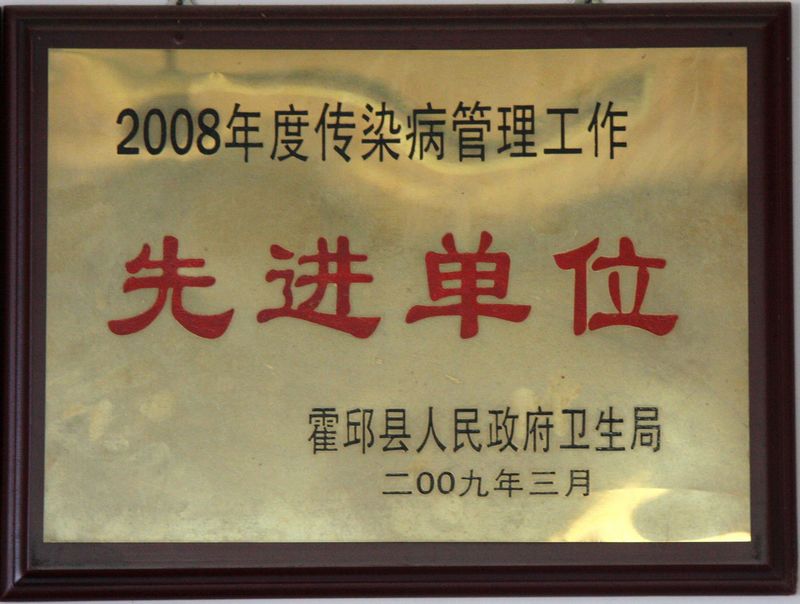 2008年度传染病管理工作
先进单位
霍邱县人民政府卫生局
二00九年三月